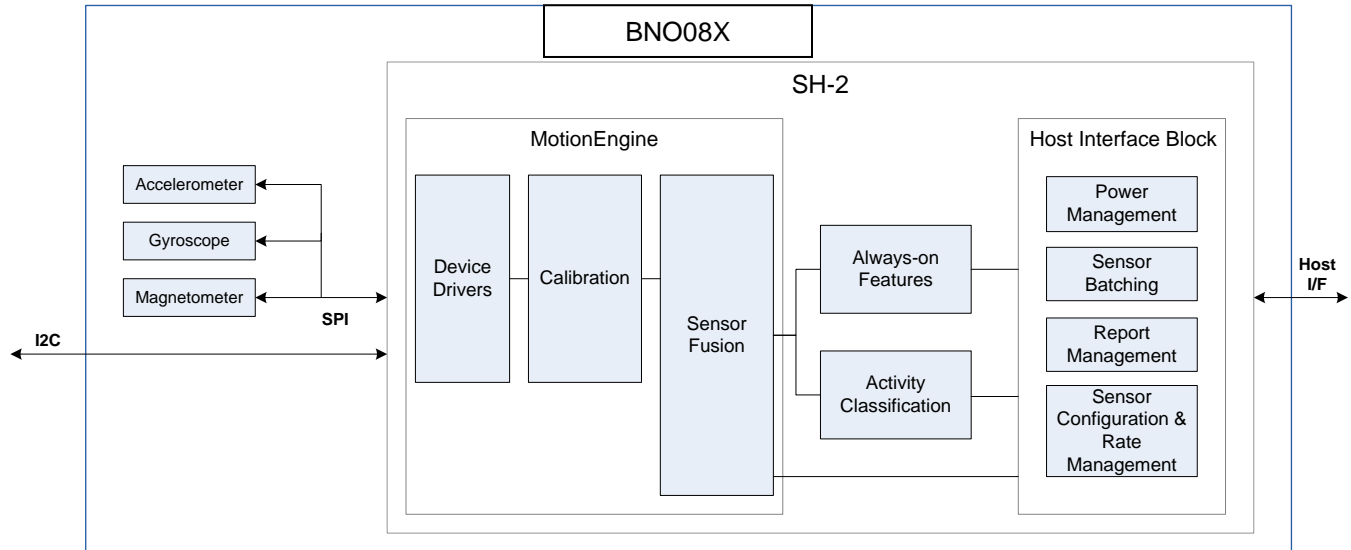 BNO08X
SH-2
MotionEngine
Host Interface Block
Accelerometer
Gyroscope
Magnetometer
SPI
I2C
Device
Drivers
Calibration
Sensor
Fusion
Always-on
Features
Activity
Classification
Power
Management
Sensor
Batching
Report
Management
Sensor
Configuration &
Rate
Management
Host
I/F